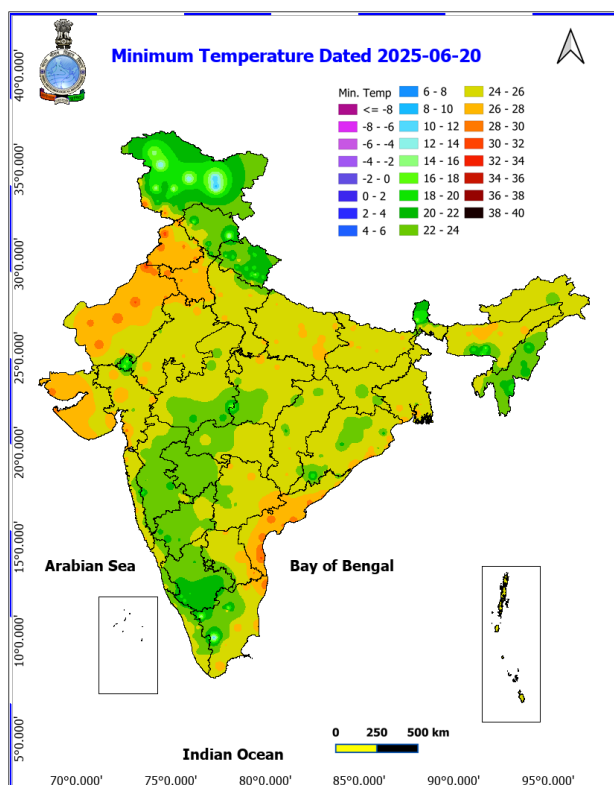 Minimum Temperature Dated 2025-06-20
Min. Temp
<= -8
-8 - -6
-6 - -4
-4 - -2
-2 - 0
0 - 2
2 - 4
4 - 6
6 - 8
8 - 10
10 - 12
12 - 14
14 - 16
16 - 18
18 - 20
20 - 22
22 - 24
24 - 26
26 - 28
28 - 30
30 - 32
32 - 34
34 - 36
36 - 38
38 - 40
40°0.000'
35°0.000'
30°0.000'
25°0.000'
20°0.000'
15°0.000'
10°0.000'
5°0.000'
Arabian Sea
Bay of Bengal
Indian Ocean
0 250 500 km
70°0.000' 75°0.000' 80°0.000' 85°0.000' 90°0.000' 95°0.000'